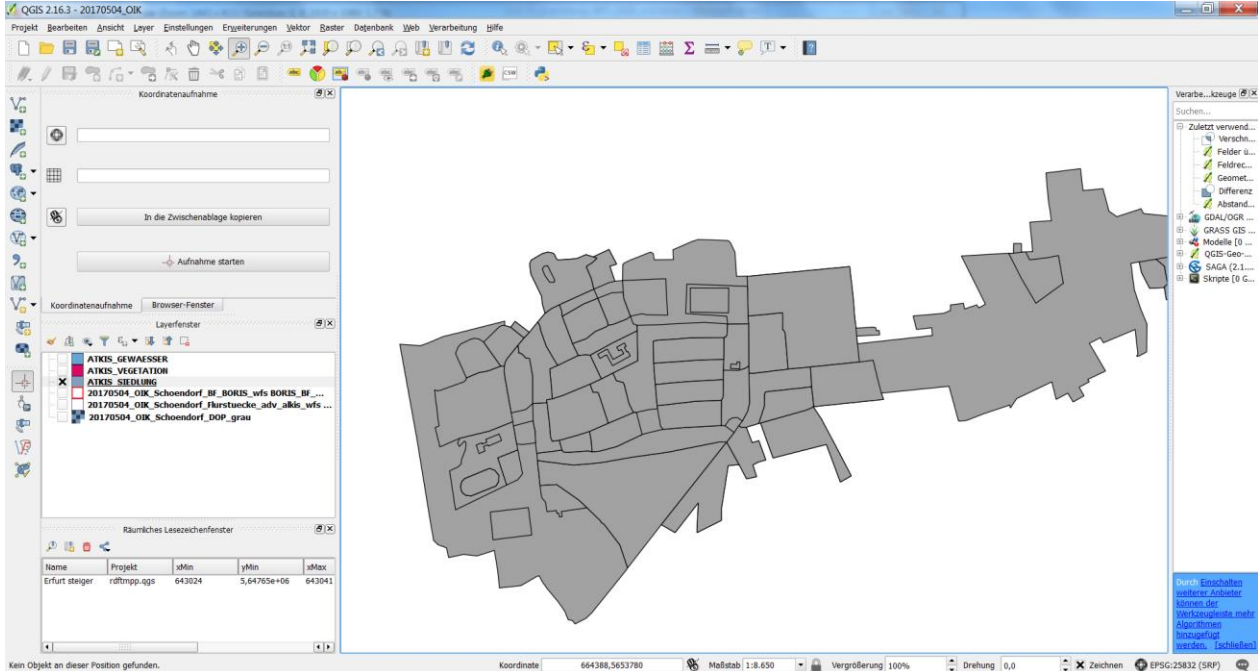 QGIS 2.16.3 - 20170504_OIK
Projekt Bearbeiten Ansicht Layer Einstellungen Erweiterungen Vektor Raster Datenbank Web Verarbeitung Hilfe
CSW
Koordinatenaufnahme
In die Zwischenablage kopieren
Aufnahme starten
Koordinatenaufnahme Browser-Fenster
Layerfenster
ATKIS_GEWAESSER
ATKIS_VEGETATION
ATKIS_SIEDLUNG
20170504_OIK_Schoendorf_BF_BORIS_wfs BORIS_BF_...
20170504_OIK_Schoendorf_Flurstuecke_adv_alkis_wfs ...
20170504_OIK_Schoendorf_DOP_grau
Räumliches Lesezeichenfenster
Name Projekt xMin yMin xMax
Erfurt steiger rdftmpp.qgs 643024 5,64765e+06 643041
Verarbe...kzeuge
Suchen...
Zuletzt verwend...
Verschn...
Felder ü...
Feldrec...
Geomet...
Differenz
Abstand...
GDAL/OGR ...
GRASS GIS ...
Modelle [0 ...
QGIS-Geo-...
SAGA (2.1....
Skripte [0 G...
Durch Einschalten
weiterer Anbieter
können der
Werkzeugleiste mehr
Algorithmen
hinzugefügt
werden. [schließen]
Kein Objekt an dieser Position gefunden.
Koordinate 664388,5653780 Maßstab 1:8.650 Vergrößerung 100% Drehung 0,0 Zeichnen EPSG:25832 (SRP)